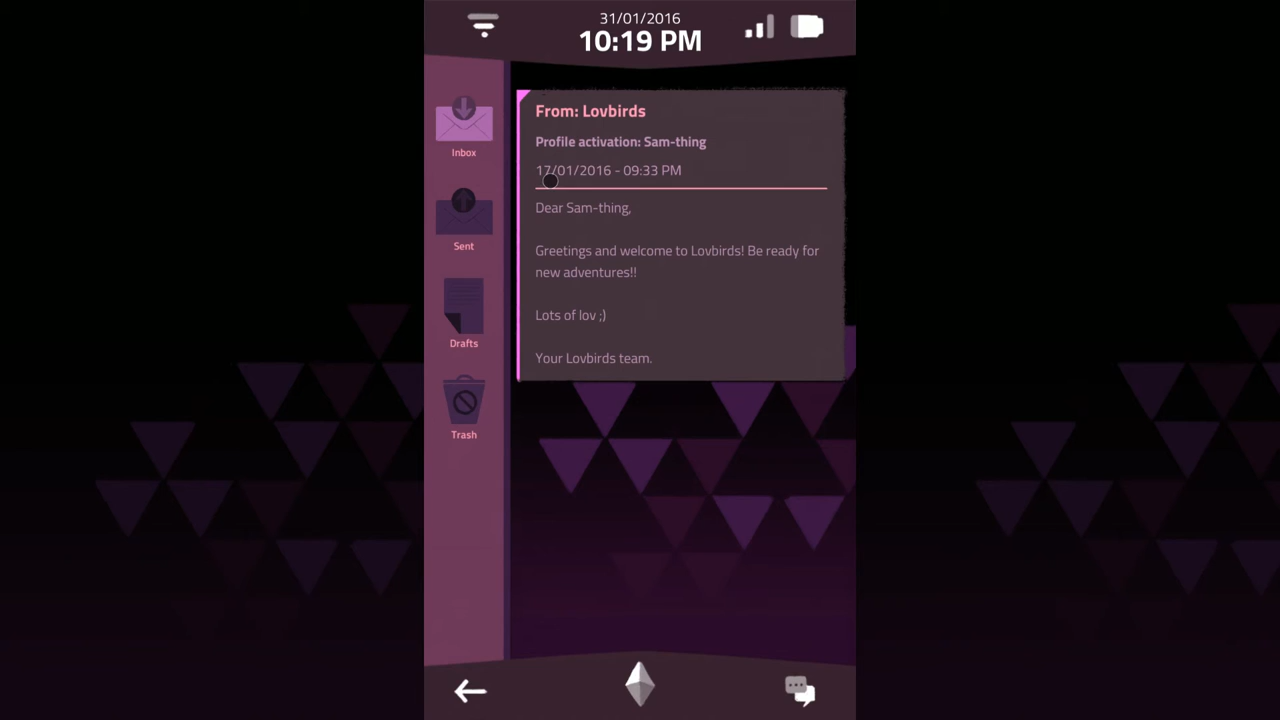 31/01/2016
10:19 PM
Inbox
Sent
Drafts
Trash
From: Lovbirds
Profile activation: Sam-thing
17/01/2016 - 09:33 PM
Dear Sam-thing,
Greetings and welcome to Lovbirds! Be ready for
new adventures!!
Lots of lov ;)
Your Lovbirds team.